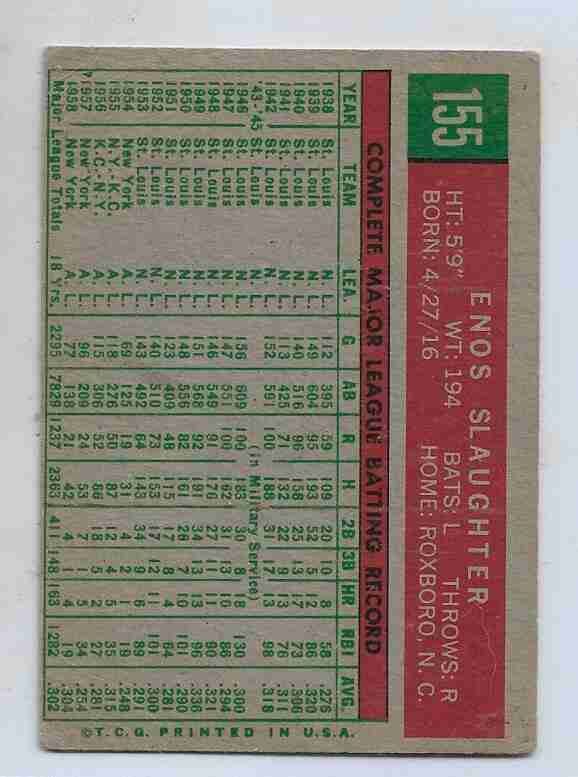 155
ENOS SLAUGHTER
HT: 5'9" WT: 194 BATS: L THROWS: R
BORN: 4/27/16 HOME: ROXBORO, N. C.
COMPLETE MAJOR LEAGUE BATTING RECORD
YEAR TEAM LEA. G AB R H 2B 3B HR RBI AVG.
1938 St. Louis N. L. 112 395 59 109 20 10 8 58 .276
1939 St. Louis N. L. 149 604 95 193 52 5 12 86 .320
1940 St. Louis N. L. 140 516 96 158 25 13 17 73 .306
1941 St. Louis N. L. 113 425 71 132 22 9 13 76 .311
1942 St. Louis N. L. 152 591 100 188 31 17 13 98 .318
'43-'45 (in Military Service)
1946 St. Louis N. L. 156 609 100 183 30 8 18 130 .300
1947 St. Louis N. L. 147 551 100 162 31 13 10 86 .294
1948 St. Louis N. L. 146 549 91 176 27 11 11 90 .321
1949 St. Louis N. L. 151 568 92 191 34 13 13 96 .336
1950 St. Louis N. L. 148 556 82 161 26 7 10 101 .290
1951 St. Louis N. L. 123 409 48 115 17 8 4 64 .281
1952 St. Louis N. L. 140 510 73 153 17 12 11 101 .300
1953 St. Louis N. L. 143 492 64 143 34 9 6 89 .291
1954 New York A. L. 69 125 19 31 4 2 1 19 .248
1955 N.Y.-K.C. A. L. 118 276 50 87 12 4 5 35 .315
1956 K.C.-N.Y. A. L. 115 306 52 86 18 5 2 27 .281
1957 New York A. L. 96 209 24 53 7 1 5 34 .254
1958 New York A. L. 77 138 21 42 4 1 4 19 .304
Major League Totals 18 Yrs. 2295 7829 1237 2363 411 148 163 1282 .302
©T.C.G. PRINTED IN U.S.A.